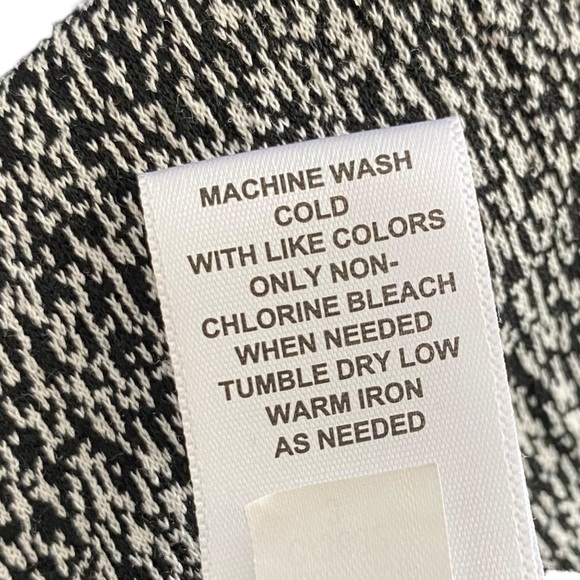 MACHINE WASH
COLD
WITH LIKE COLORS
ONLY NON-
CHLORINE BLEACH
WHEN NEEDED
TUMBLE DRY LOW
WARM IRON
AS NEEDED